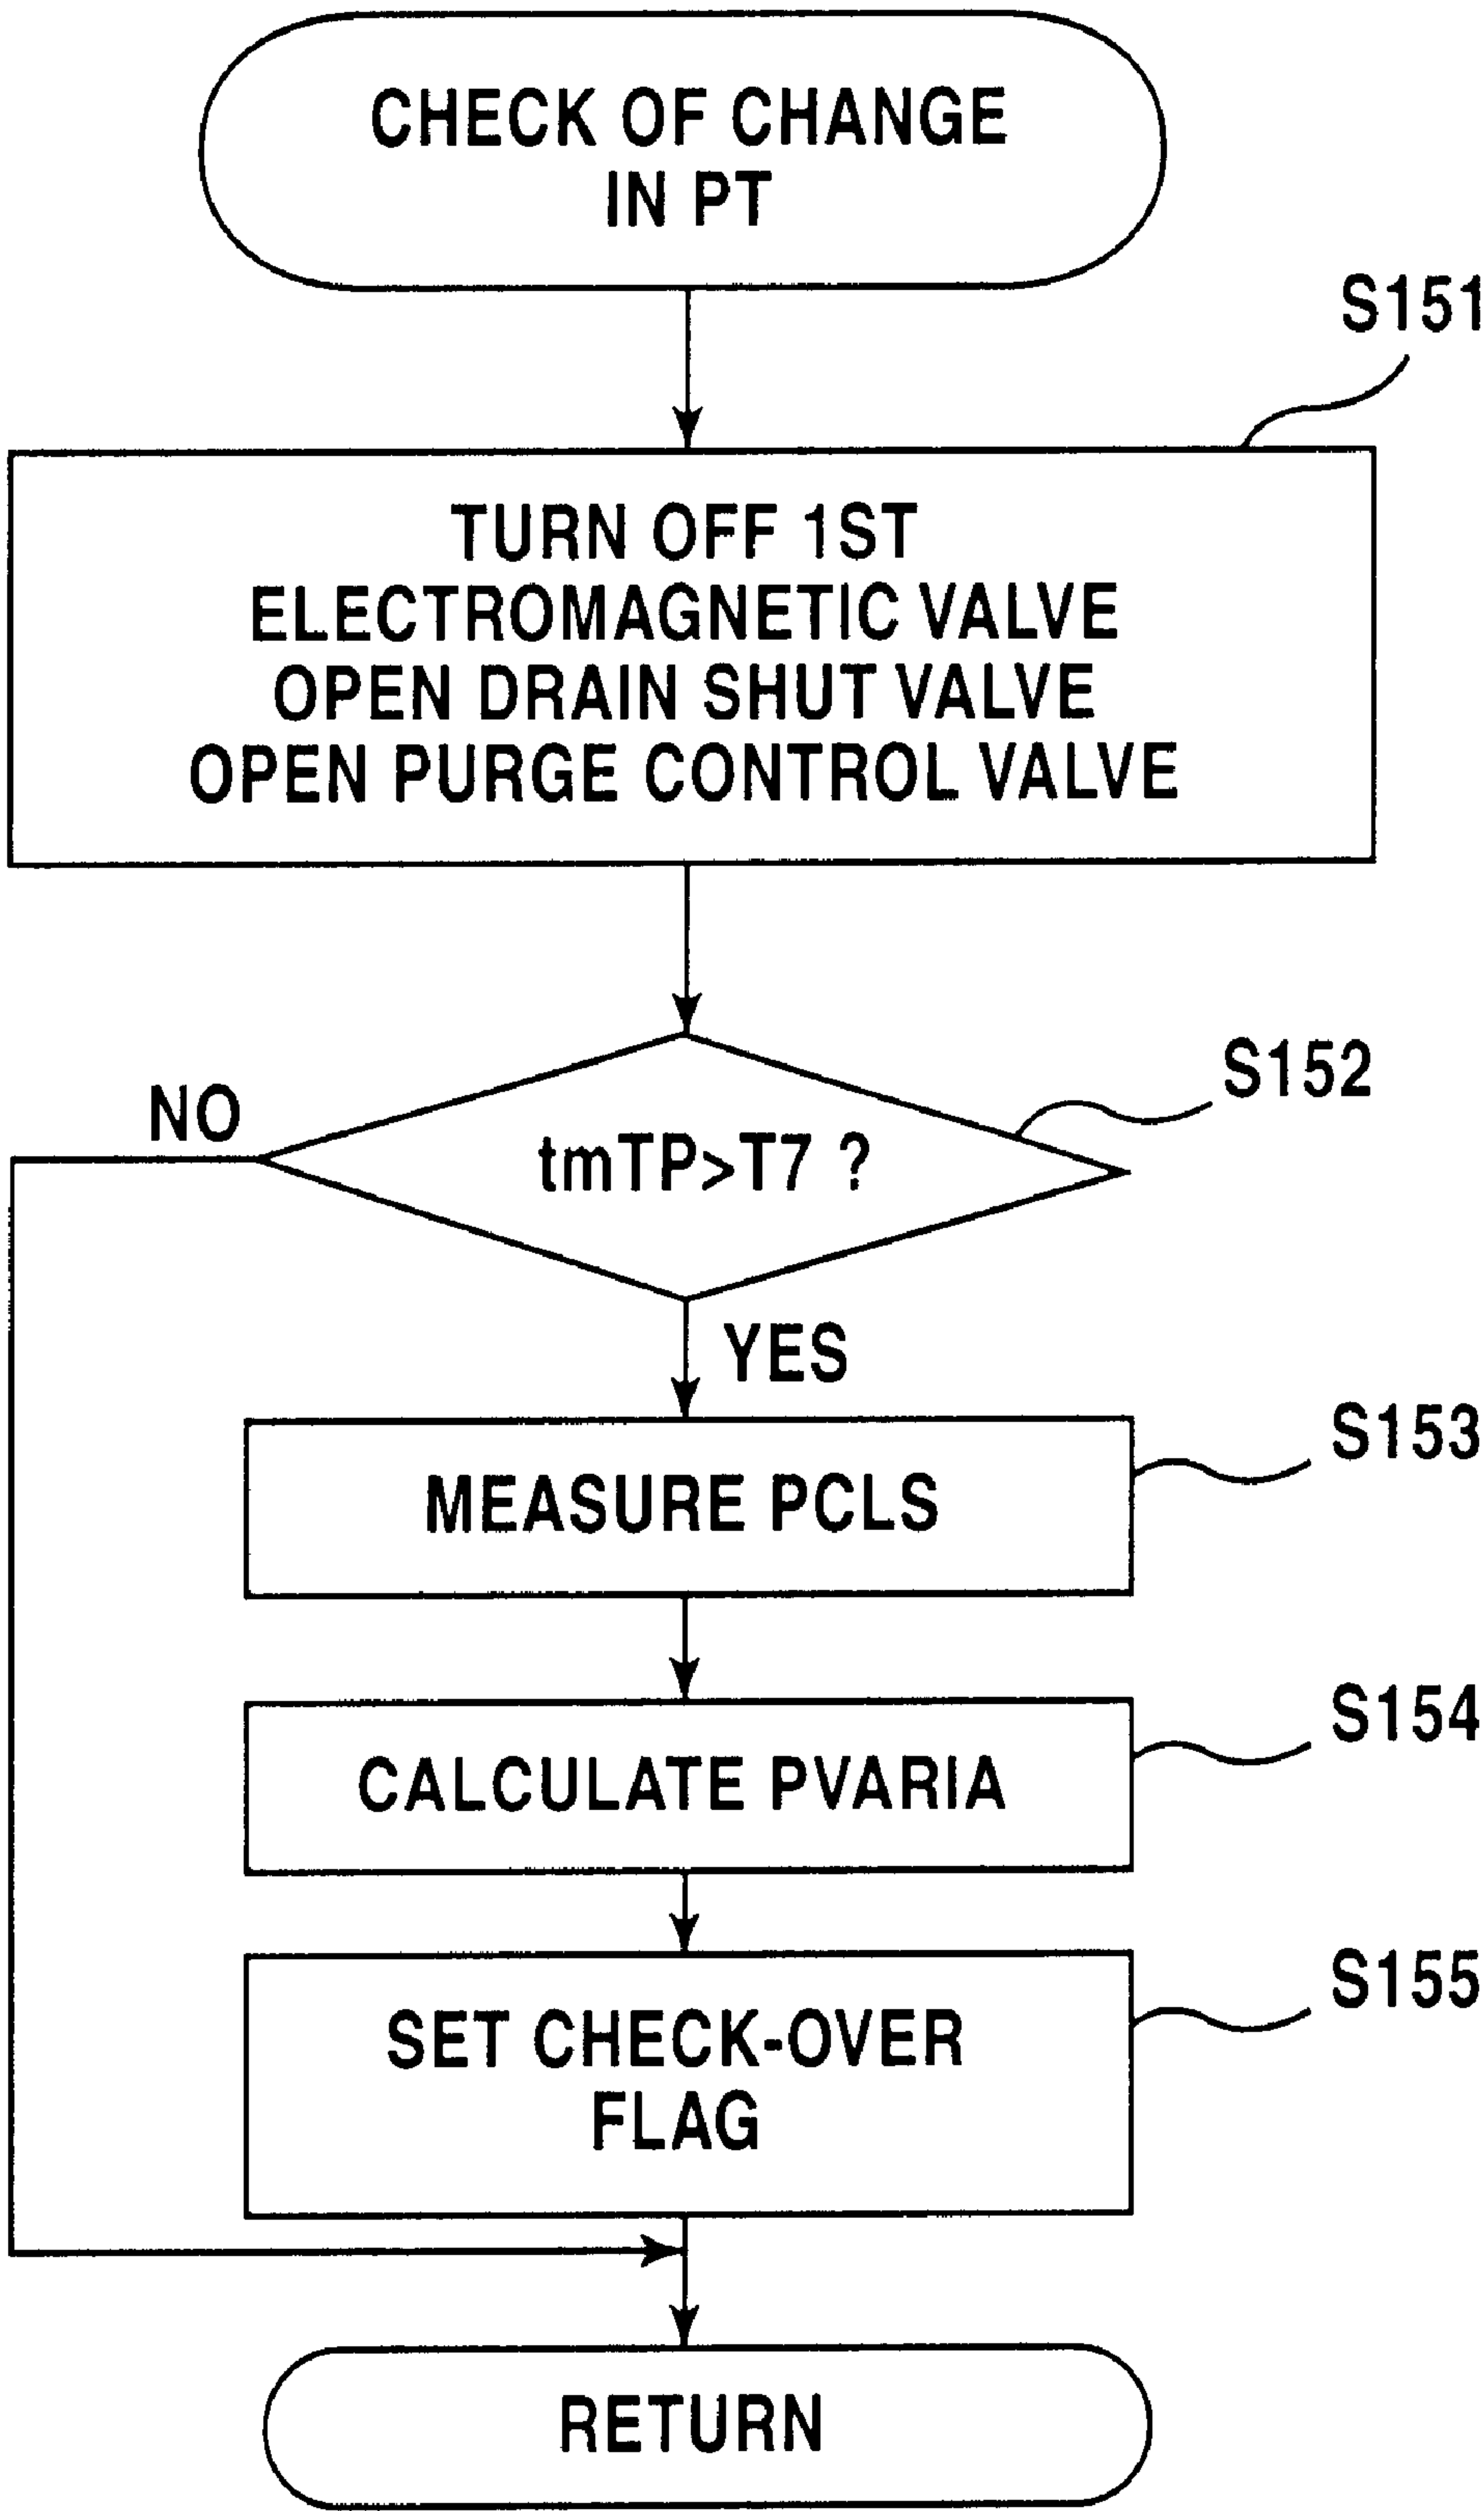 CHECK OF CHANGE
IN PT
S151
TURN OFF 1ST
ELECTROMAGNETIC VALVE
OPEN DRAIN SHUT VALVE
OPEN PURGE CONTROL VALVE
S152
NO
tmTP>T7 ?
YES
S153
MEASURE PCLS
S154
CALCULATE PVARIA
S155
SET CHECK-OVER
FLAG
RETURN